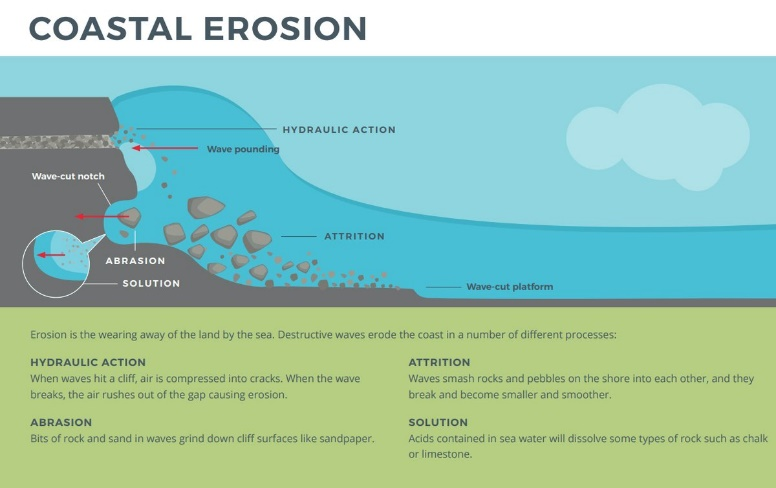 COASTAL EROSION
HYDRAULIC ACTION
Wave pounding
Wave-cut notch
ATTRITION
ABRASION
SOLUTION
Wave-cut platform
Erosion is the wearing away of the land by the sea. Destructive waves erode the coast in a number of different processes:
HYDRAULIC ACTION
When waves hit a cliff, air is compressed into cracks. When the wave
breaks, the air rushes out of the gap causing erosion.
ABRASION
Bits of rock and sand in waves grind down cliff surfaces like sandpaper.
ATTRITION
Waves smash rocks and pebbles on the shore into each other, and they
break and become smaller and smoother.
SOLUTION
Acids contained in sea water will dissolve some types of rock such as chalk
or limestone.